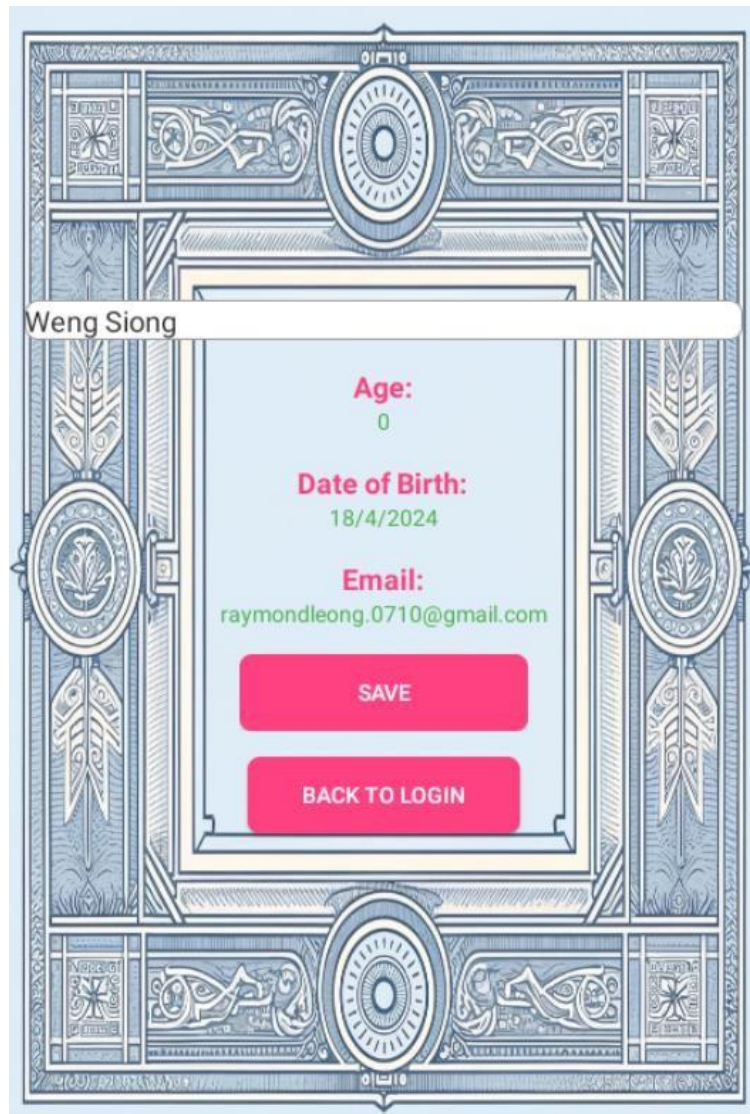 Weng Siong
Age:
0
Date of Birth:
18/4/2024
Email:
raymondleong.0710@gmail.com
SAVE
BACK TO LOGIN